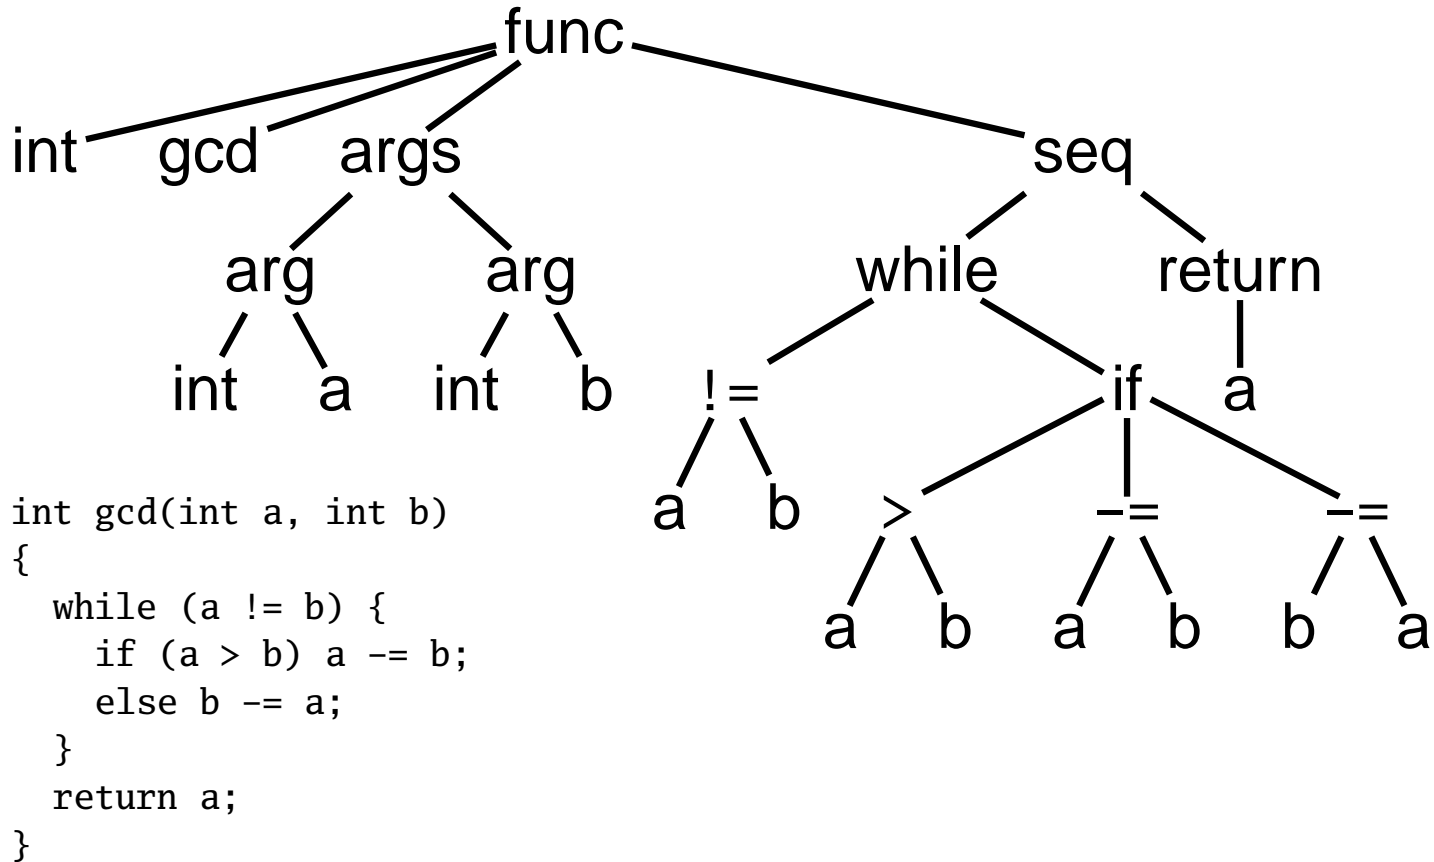 func
int gcd args seq
arg arg while return
int a int b != if a
a b > -= -=
a b a b b a
int gcd(int a, int b)
{
  while (a != b) {
    if (a > b) a -= b;
    else b -= a;
  }
  return a;
}